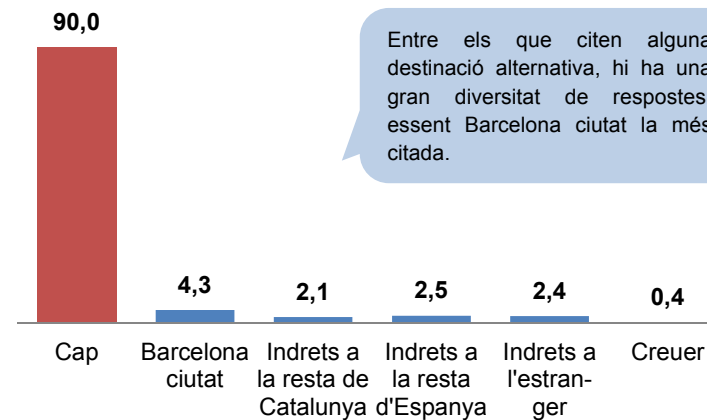 90,0
Entre els que citen alguna
destinació alternativa, hi ha una
gran diversitat de respostes
essent Barcelona ciutat la més
citada.
4,3
2,1
2,5
2,4
0,4
Cap
Barcelona
ciutat
Indrets a
la resta de
Catalunya
Indrets a
la resta
d'Espanya
Indrets a
l'estran-
ger
Creuer